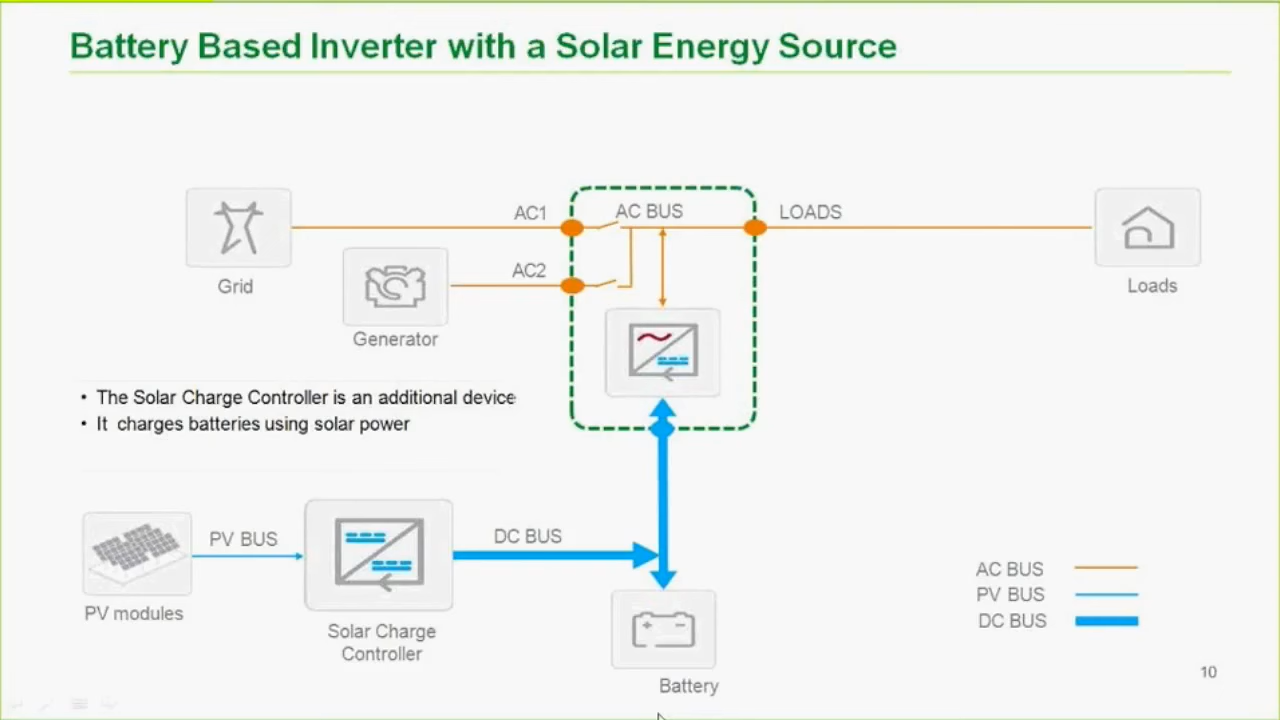 Battery Based Inverter with a Solar Energy Source
AC1
AC BUS
LOADS
AC2
Grid
Loads
Generator
• The Solar Charge Controller is an additional device
• It charges batteries using solar power
PV BUS
DC BUS
PV modules
Solar Charge
Controller
Battery
AC BUS
PV BUS
DC BUS
10